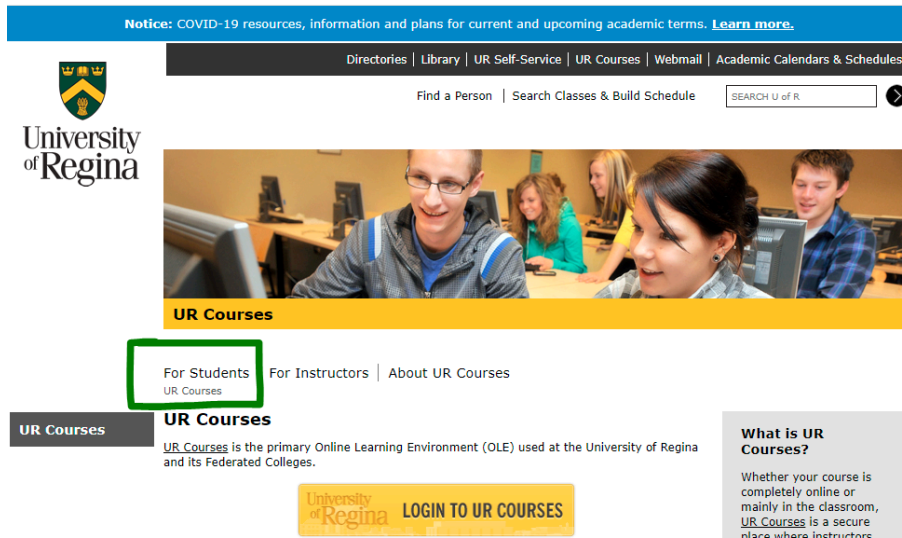 Notice: COVID-19 resources, information and plans for current and upcoming academic terms. Learn more.
Directories | Library | UR Self-Service | UR Courses | Webmail | Academic Calendars & Schedules
Find a Person | Search Classes & Build Schedule
SEARCH U of R
University
of Regina
UR Courses
For Students
For Instructors | About UR Courses
UR Courses
UR Courses
UR Courses
UR Courses is the primary Online Learning Environment (OLE) used at the University of Regina
and its Federated Colleges.
University
of Regina
LOGIN TO UR COURSES
What is UR
Courses?
Whether your course is
completely online or
mainly in the classroom,
UR Courses is a secure
place where instructors